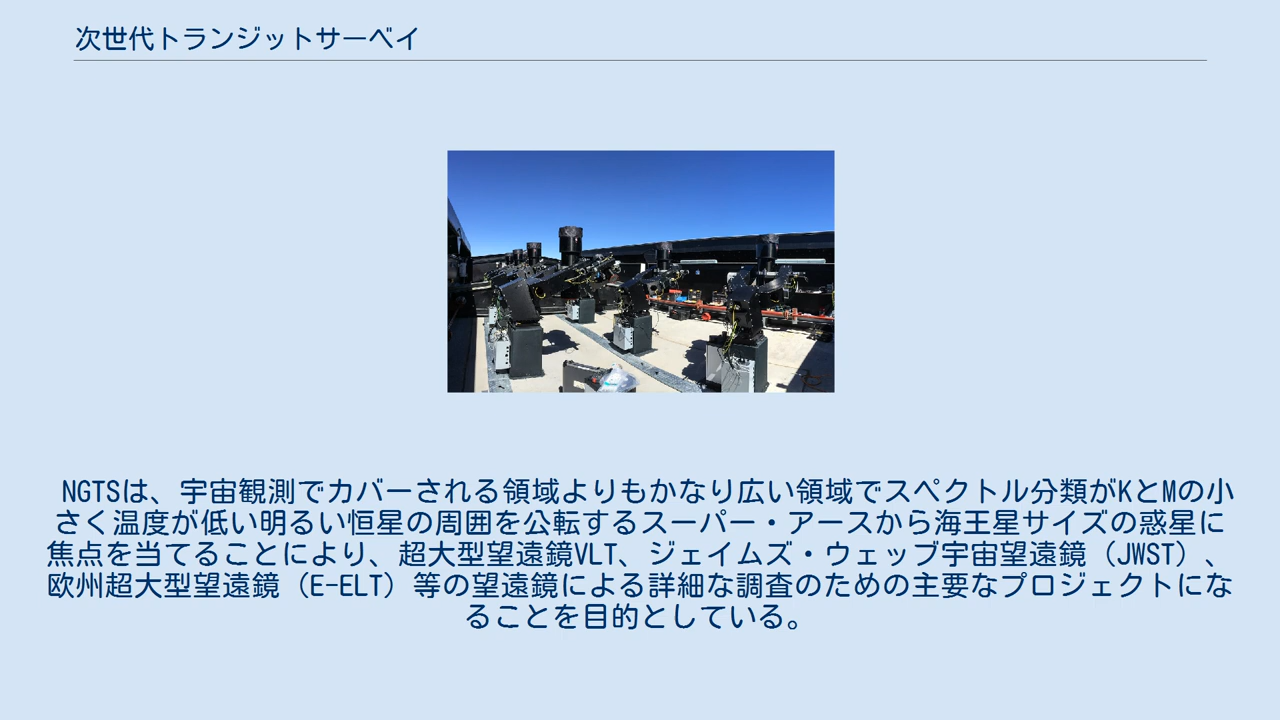 次世代トランジットサーベイ
NGTSは、宇宙観測でカバーされる領域よりもかなり広い領域でスペクトル分類がKとMの小
さく温度が低い明るい恒星の周囲を公転するスーパー・アースから海王星サイズの惑星に
焦点を当てることにより、超大型望遠鏡VLT、ジェイムズ・ウェッブ宇宙望遠鏡（JWST）、
欧州超大型望遠鏡（E-ELT）等の望遠鏡による詳細な調査のための主要なプロジェクトにな
ることを目的としている。